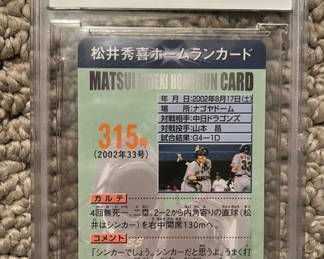 松井秀喜ホームランカード
MATSUI HIDEKI HOMERUN CARD
年月日:2002年8月17日(土)
場所:ナゴヤドーム
対戦相手:中日ドラゴンズ
対戦投手:山本 昌
試合結果:G4ー1D
315号
(2002年33号)
カルテ
4回無死一、二塁、2ー2から内角寄りの直球(松
井はシンカー)を右中間席130mへ。
コメント
「シンカーでしょう。シンカーだと思うよ。うまく打